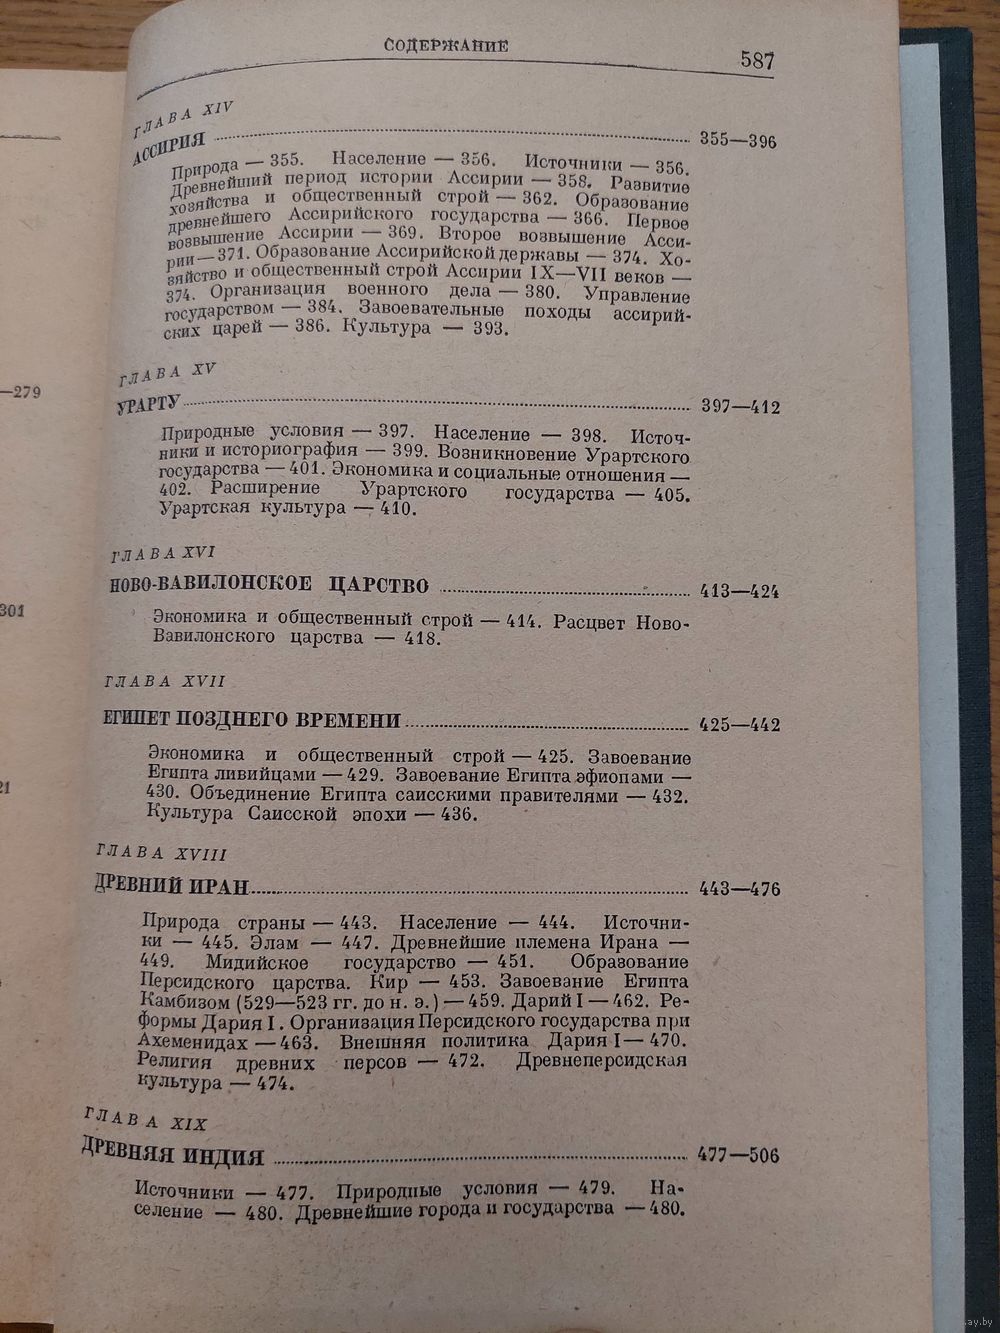 СОДЕРЖАНИЕ
587
ГЛАВА XIV
АССИРИЯ 355—396
Природа — 355. Население — 356. Источники — 356.
Древнейший период истории Ассирии — 358. Развитие
хозяйства и общественный строй — 362. Образование
древнейшего Ассирийского государства — 366. Первое
возвышение Ассирии — 369. Второе возвышение Асси-
рии — 371. Образование Ассирийской державы — 374. Хо-
зяйство и общественный строй Ассирии IX—VII веков —
374. Организация военного дела — 380. Управление
государством — 384. Завоевательные походы ассирий-
ских царей — 386. Культура — 393.
ГЛАВА XV
УРАРТУ 397—412
Природные условия — 397. Население — 398. Источ-
ники и историография — 399. Возникновение Урартского
государства — 401. Экономика и социальные отношения —
402. Расширение Урартского государства — 405.
Урартская культура — 410.
ГЛАВА XVI
НОВО-ВАВИЛОНСКОЕ ЦАРСТВО 413—424
Экономика и общественный строй — 414. Расцвет Ново-
Вавилонского царства — 418.
ГЛАВА XVII
ЕГИПЕТ ПОЗДНЕГО ВРЕМЕНИ 425—442
Экономика и общественный строй — 425. Завоевание
Египта ливийцами — 429. Завоевание Египта эфиопами —
430. Объединение Египта саисскими правителями — 432.
Культура Саисской эпохи — 436.
ГЛАВА XVIII
ДРЕВНИЙ ИРАН 443—476
Природа страны — 443. Население — 444. Источни-
ки — 445. Элам — 447. Древнейшие племена Ирана —
449. Мидийское государство — 451. Образование
Персидского царства. Кир — 453. Завоевание Египта
Камбизом (529—523 гг. до н. э.) — 459. Дарий I — 462. Ре-
формы Дария I. Организация Персидского государства при
Ахеменидах — 463. Внешняя политика Дария I — 470.
Религия древних персов — 472. Древнеперсидская
культура — 474.
ГЛАВА XIX
ДРЕВНЯЯ ИНДИЯ 477—506
Источники — 477. Природные условия — 479. На-
селение — 480. Древнейшие города и государства — 480.
—279
301
21
ay.by